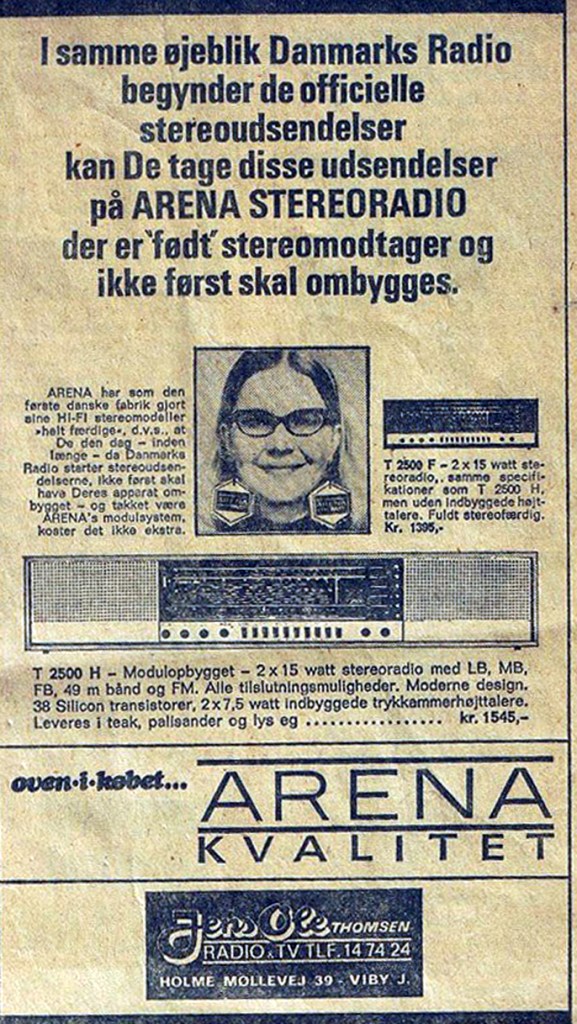 I samme øjeblik Danmarks Radio
begynder de officielle
stereoudsendelser
kan De tage disse udsendelser
på ARENA STEREORADIO
der er "født" stereomodtager og
ikke først skal ombygges.
ARENA har som den
første danske fabrik gjort
sine HI-FI stereomodeller
»helt færdige«, d.v.s., at
De den dag – inden
længe – da Danmarks
Radio starter stereoudsen-
delserne, ikke først skal
have Deres apparat om-
bygget – og takket være
ARENA's modulsystem,
koster det ikke ekstra.
T 2500 F – 2 x 15 watt ste-
reoradio,. samme specifi-
kationer som T 2500 H,
men uden indbyggede højt-
talere. Fuldt stereofærdig.
Kr. 1395,-
T 2500 H – Modulopbygget – 2 x 15 watt stereoradio med LB, MB,
FB, 49 m bånd og FM. Alle tilslutningsmuligheder. Moderne design.
38 Silicon transistorer, 2 x 7,5 watt indbyggede trykkammerhøjttalere.
Leveres i teak, palisander og lys eg ................. kr. 1545,-
oven·i·købet...
ARENA
KVALITET
Jens Ole THOMSEN
RADIO & TV TLF. 14 74 24
HOLME MØLLEVEJ 39 - VIBY J.